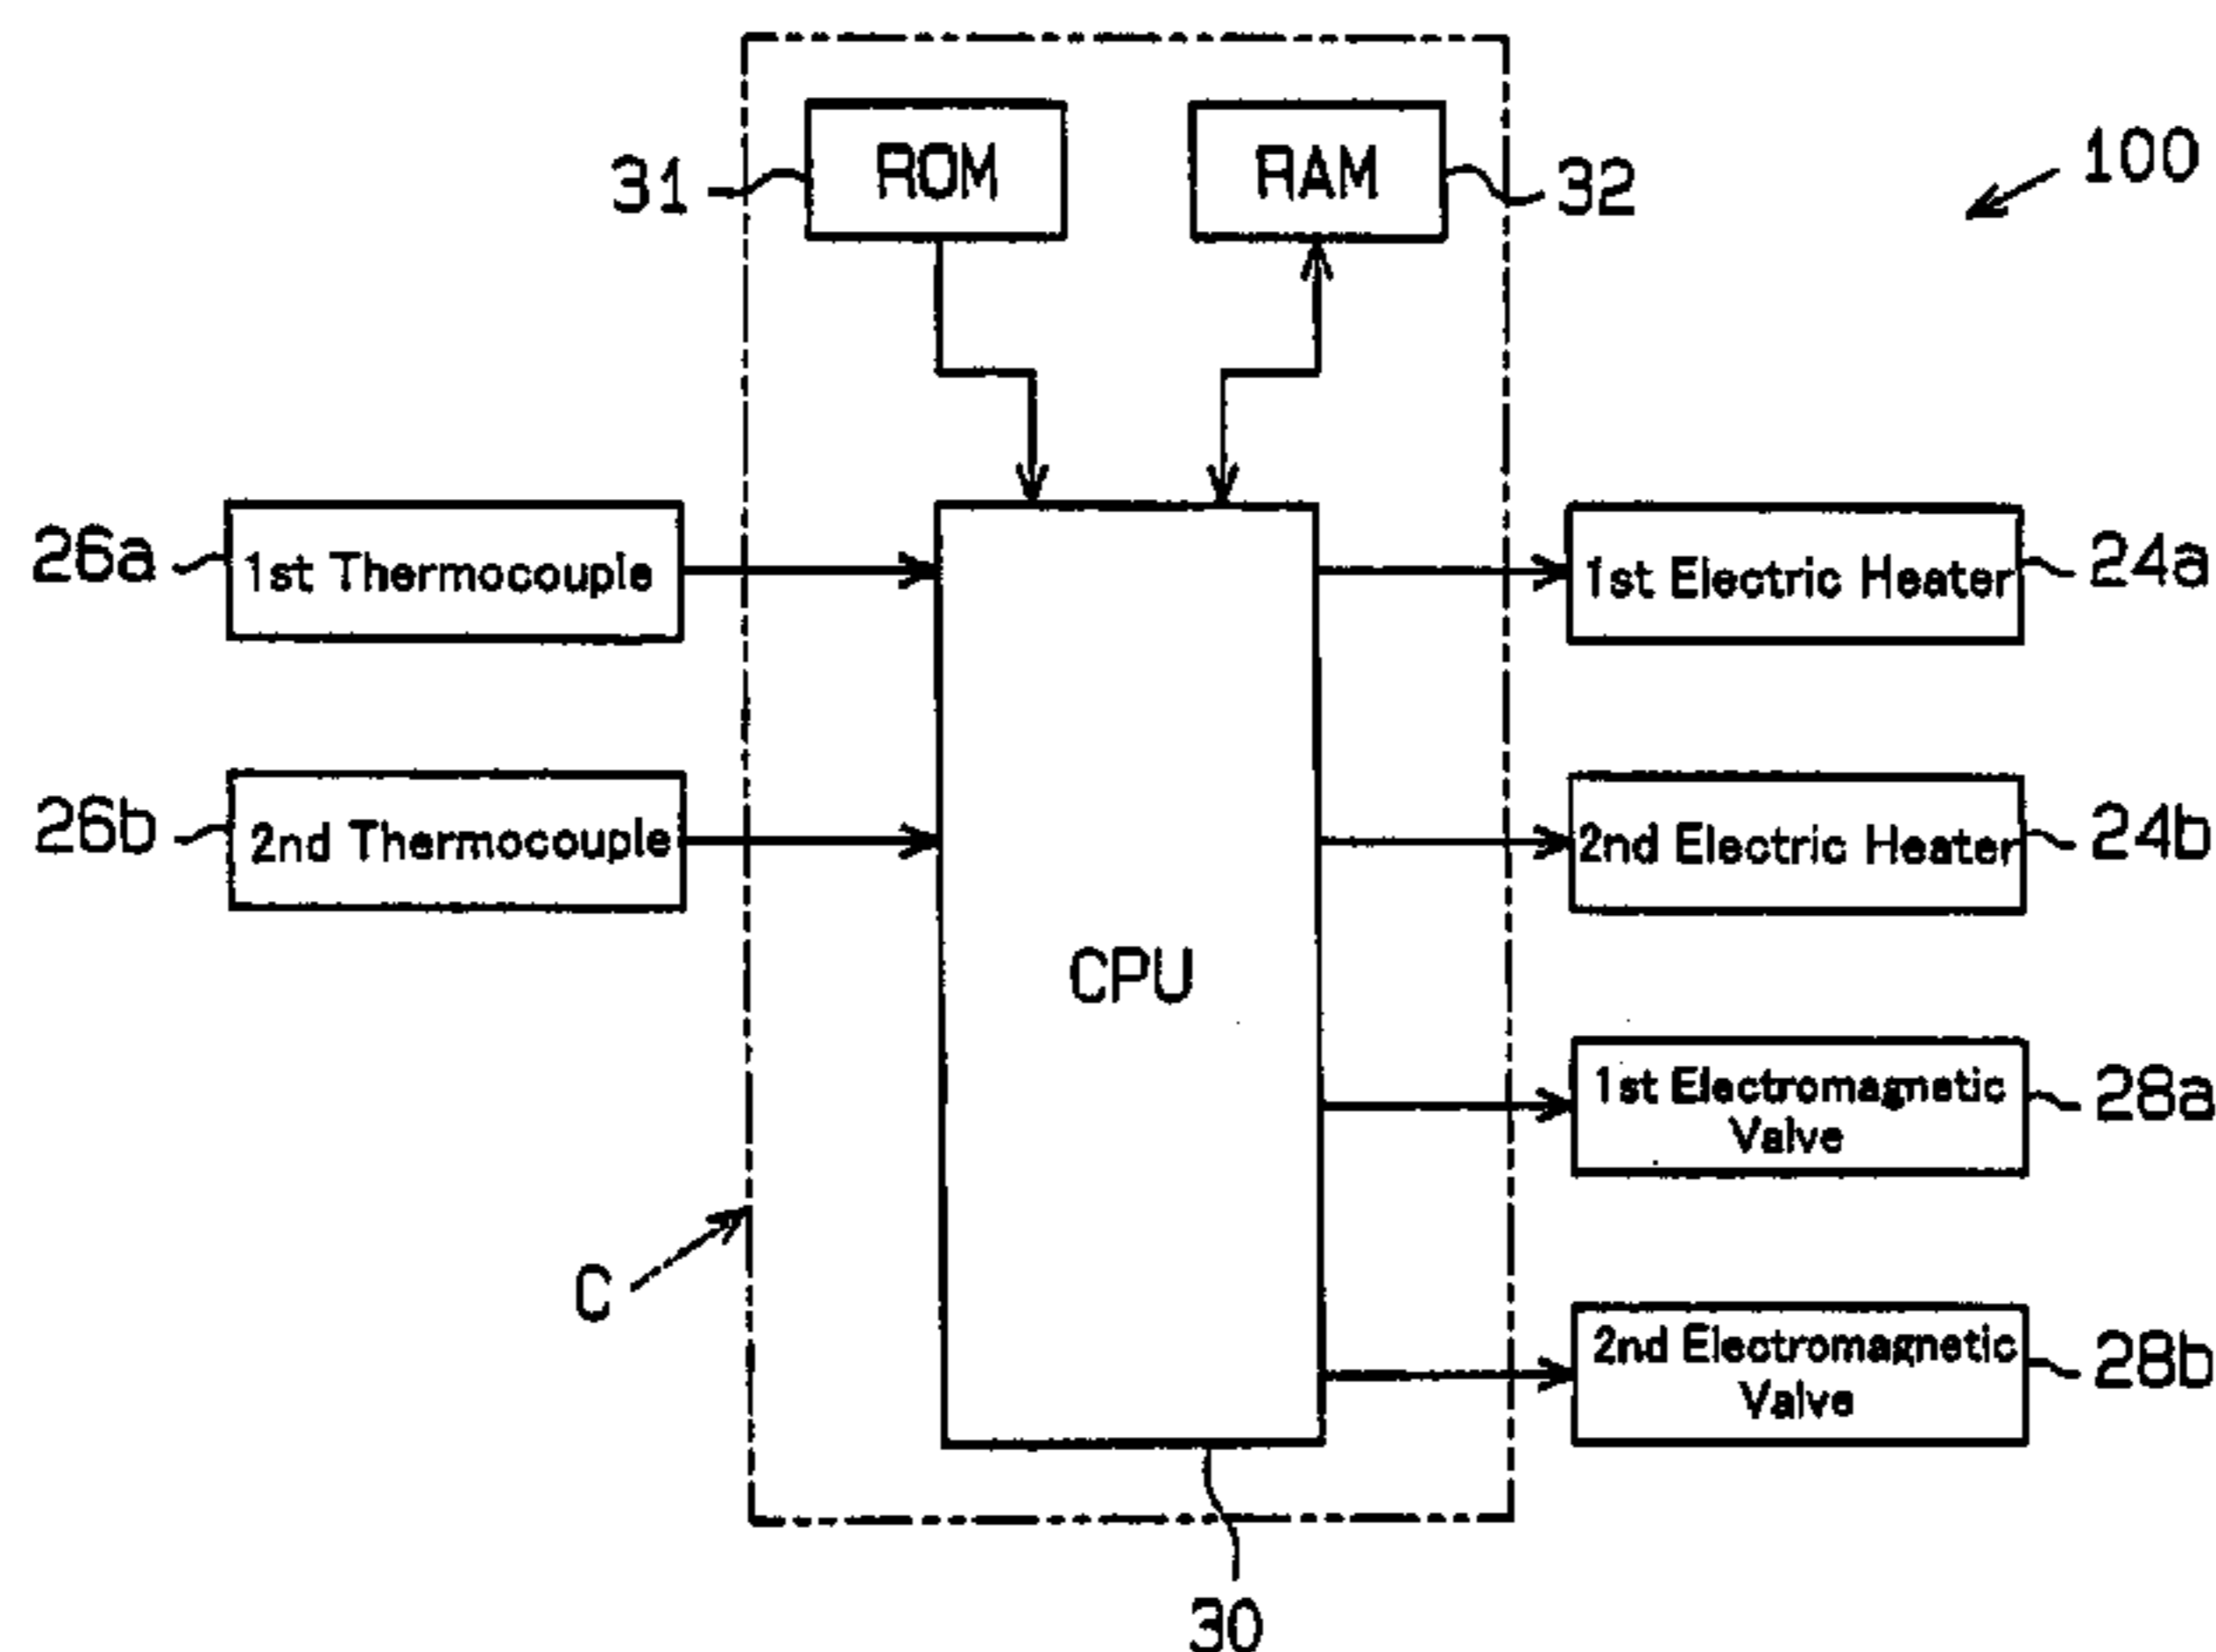 ROM
RAM
31
32
100
26a
1st Thermocouple
1st Electric Heater
24a
26b
2nd Thermocouple
2nd Electric Heater
24b
CPU
1st Electromagnetic
Valve
28a
C
2nd Electromagnetic
Valve
28b
30